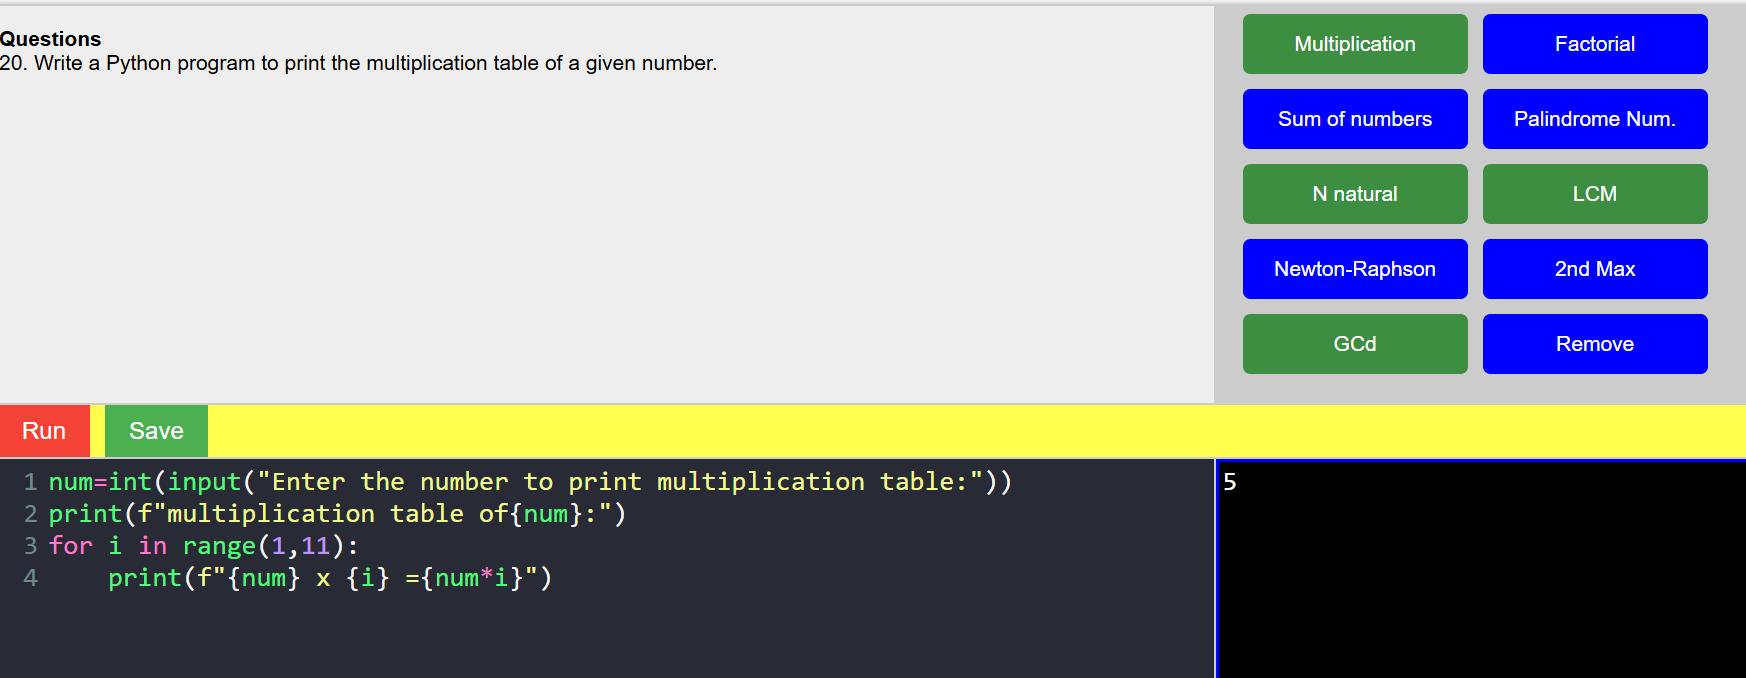 Questions
20. Write a Python program to print the multiplication table of a given number.
Multiplication
Factorial
Sum of numbers
Palindrome Num.
N natural
LCM
Newton-Raphson
2nd Max
GCd
Remove
Run
Save
1 num=int(input("Enter the number to print multiplication table:"))
2 print(f"multiplication table of{num}:")
3 for i in range(1,11):
4     print(f"{num} x {i} ={num*i}")
5